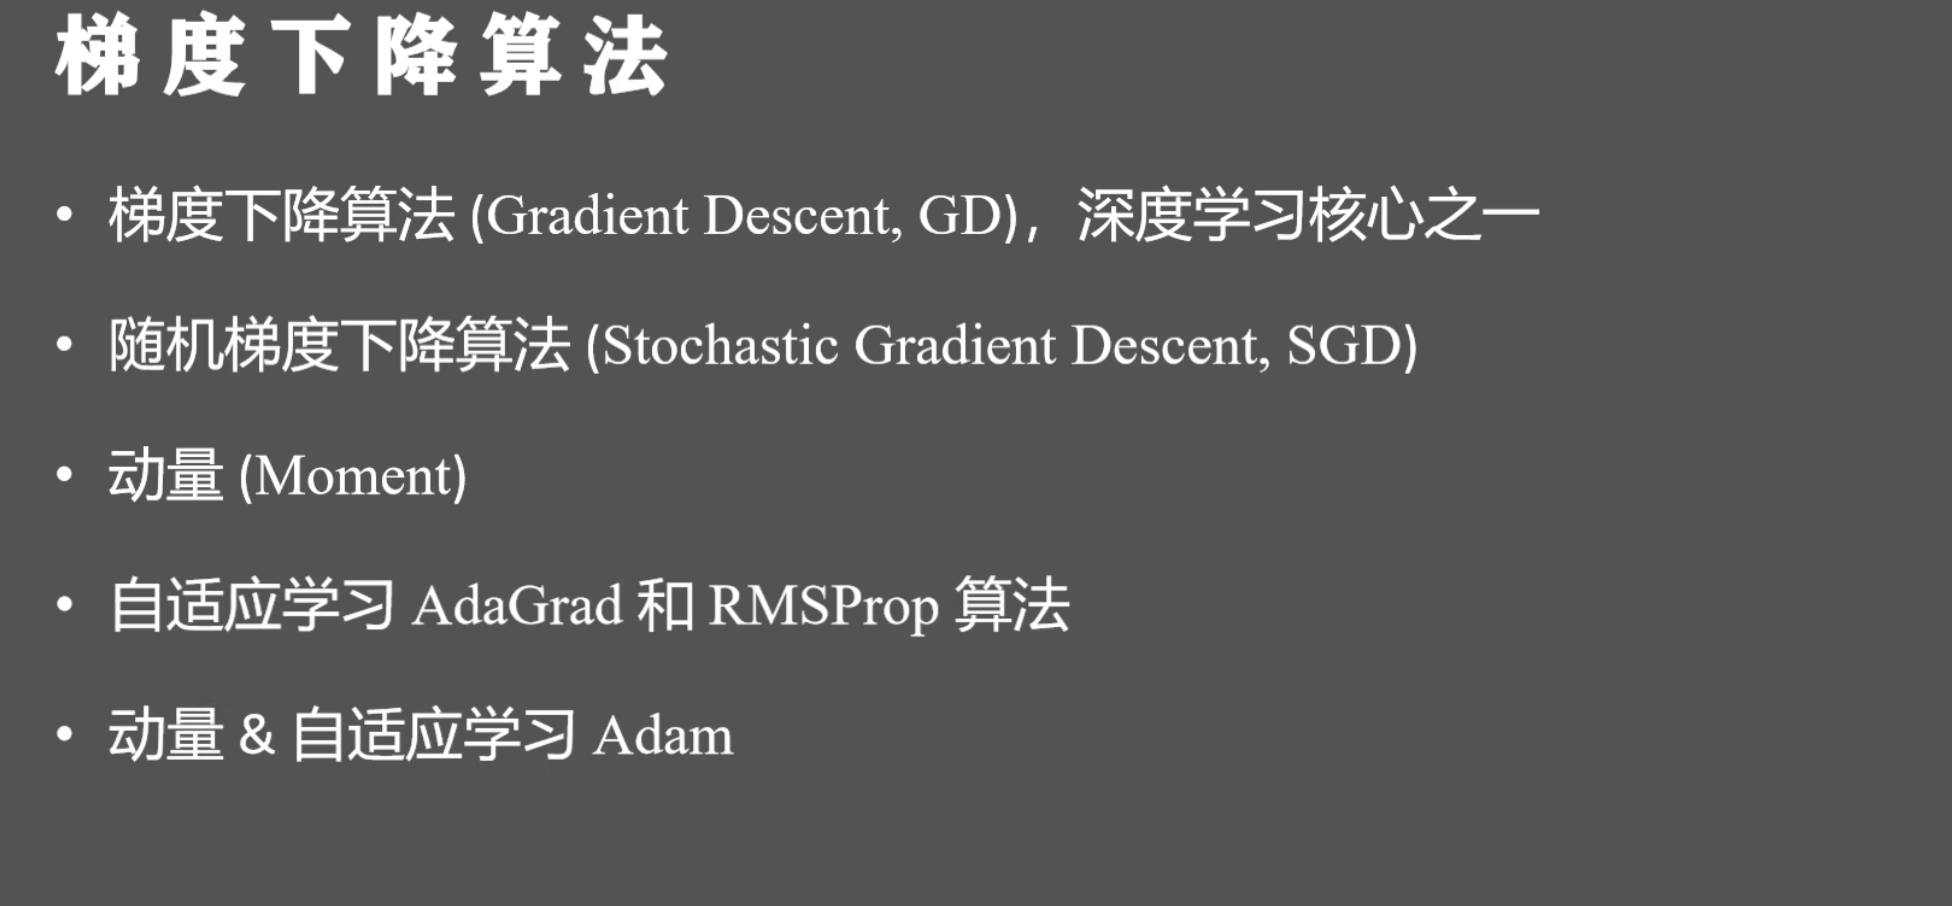 梯度下降算法
• 梯度下降算法 (Gradient Descent, GD)，深度学习核心之一
• 随机梯度下降算法 (Stochastic Gradient Descent, SGD)
• 动量 (Moment)
• 自适应学习 AdaGrad 和 RMSProp 算法
• 动量 & 自适应学习 Adam